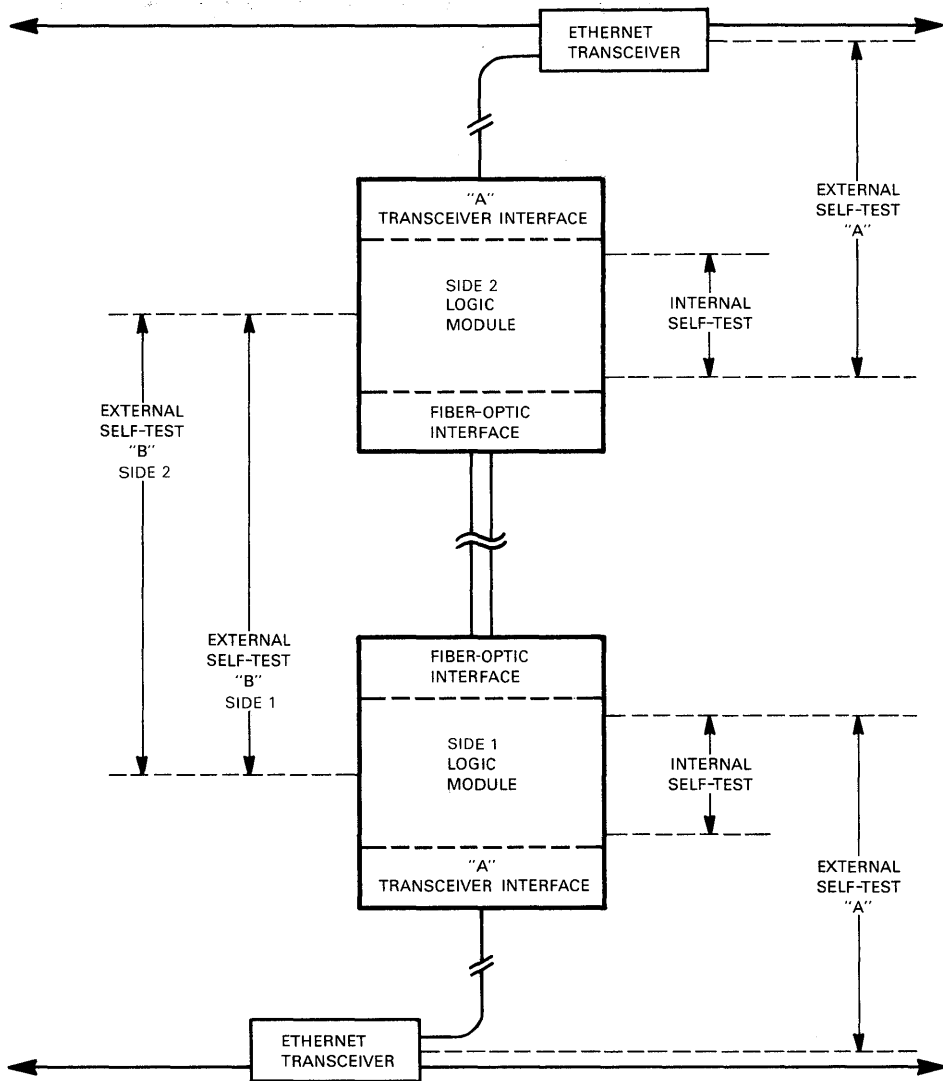 ETHERNET
TRANSCEIVER
"A"
TRANSCEIVER INTERFACE
EXTERNAL
SELF-TEST
"A"
SIDE 2
LOGIC
MODULE
INTERNAL
SELF-TEST
EXTERNAL
SELF-TEST
"B"
SIDE 2
FIBER-OPTIC
INTERFACE
EXTERNAL
SELF-TEST
"B"
SIDE 1
FIBER-OPTIC
INTERFACE
SIDE 1
LOGIC
MODULE
INTERNAL
SELF-TEST
"A"
TRANSCEIVER INTERFACE
EXTERNAL
SELF-TEST
"A"
ETHERNET
TRANSCEIVER